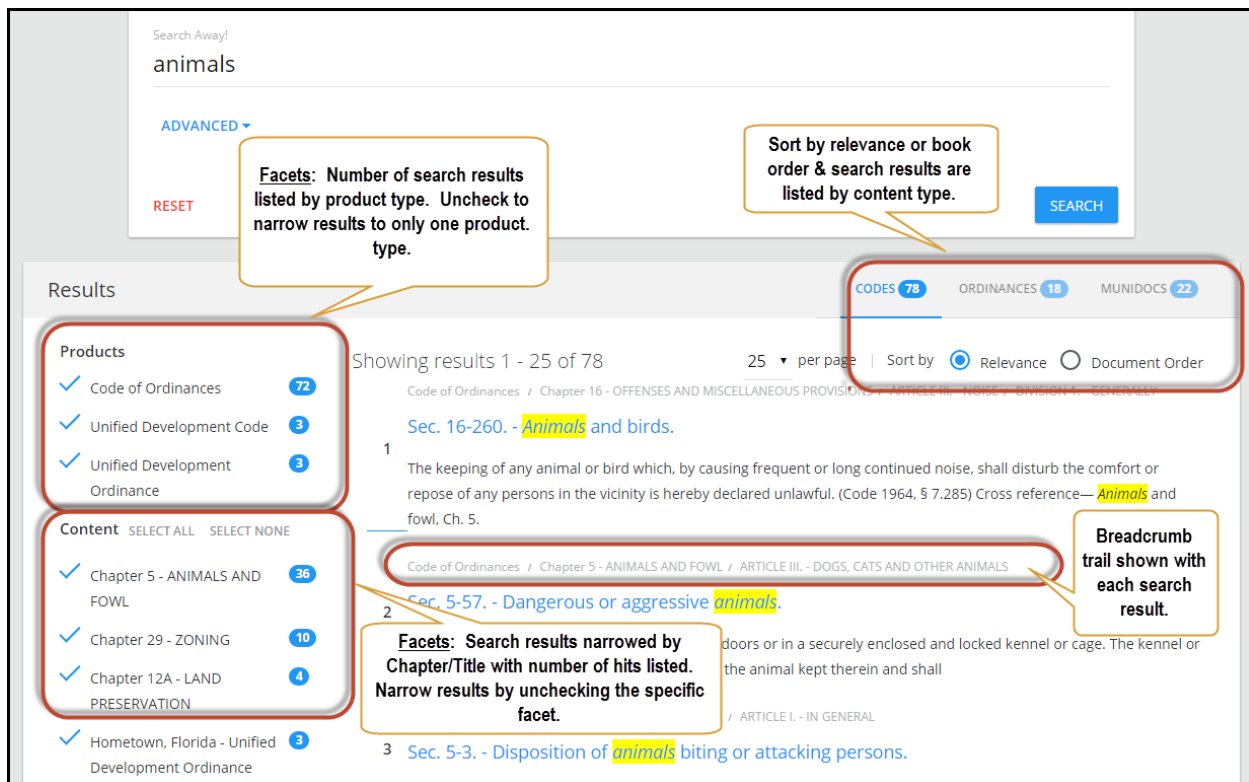 Search Away!
animals
ADVANCED
Facets: Number of search results
listed by product type. Uncheck to
narrow results to only one product.
type.
Sort by relevance or book
order & search results are
listed by content type.
RESET
SEARCH
Results
CODES 78 ORDINANCES 18 MUNIDOCS 22
Products
Code of Ordinances 72
Unified Development Code 3
Unified Development 3
Ordinance
Content SELECT ALL SELECT NONE
Chapter 5 - ANIMALS AND 36
FOWL
Chapter 29 - ZONING 10
Chapter 12A - LAND 4
PRESERVATION
Hometown, Florida - Unified 3
Development Ordinance
Showing results 1 - 25 of 78 25 per page | Sort by Relevance Document Order
Code of Ordinances / Chapter 16 - OFFENSES AND MISCELLANEOUS PROVISIONS / ARTICLE III. - NOISE / DIVISION 1. - GENERALLY
Sec. 16-260. - Animals and birds.
1
The keeping of any animal or bird which, by causing frequent or long continued noise, shall disturb the comfort or
repose of any persons in the vicinity is hereby declared unlawful. (Code 1964, § 7.285) Cross reference— Animals and
fowl, Ch. 5.
Breadcrumb
trail shown with
each search
result.
Code of Ordinances / Chapter 5 - ANIMALS AND FOWL / ARTICLE III. - DOGS, CATS AND OTHER ANIMALS
Sec. 5-57. - Dangerous or aggressive animals.
2
doors or in a securely enclosed and locked kennel or cage. The kennel or
the animal kept therein and shall
Facets: Search results narrowed by
Chapter/Title with number of hits listed.
Narrow results by unchecking the specific
facet.
/ ARTICLE I. - IN GENERAL
3 Sec. 5-3. - Disposition of animals biting or attacking persons.